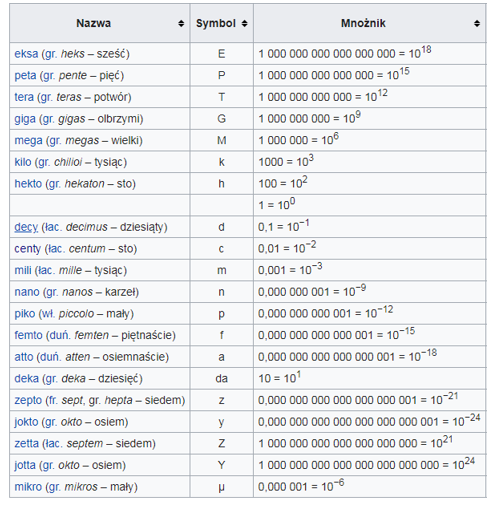 Nazwa Symbol Mnożnik
eksa (gr. heks – sześć) E 1 000 000 000 000 000 000 = 10^18
peta (gr. pente – pięć) P 1 000 000 000 000 000 = 10^15
tera (gr. teras – potwór) T 1 000 000 000 000 = 10^12
giga (gr. gigas – olbrzymi) G 1 000 000 000 = 10^9
mega (gr. megas – wielki) M 1 000 000 = 10^6
kilo (gr. chilioi – tysiąc) k 1000 = 10^3
hekto (gr. hekaton – sto) h 100 = 10^2
1 = 10^0
decy (łac. decimus – dziesiąty) d 0,1 = 10^−1
centy (łac. centum – sto) c 0,01 = 10^−2
mili (łac. mille – tysiąc) m 0,001 = 10^−3
nano (gr. nanos – karzeł) n 0,000 000 001 = 10^−9
piko (wł. piccolo – mały) p 0,000 000 000 001 = 10^−12
femto (duń. femten – piętnaście) f 0,000 000 000 000 001 = 10^−15
atto (duń. atten – osiemnaście) a 0,000 000 000 000 000 001 = 10^−18
deka (gr. deka – dziesięć) da 10 = 10^1
zepto (fr. sept, gr. hepta – siedem) z 0,000 000 000 000 000 000 001 = 10^−21
jokto (gr. okto – osiem) y 0,000 000 000 000 000 000 000 001 = 10^−24
zetta (łac. septem – siedem) Z 1 000 000 000 000 000 000 000 = 10^21
jotta (gr. okto – osiem) Y 1 000 000 000 000 000 000 000 000 = 10^24
mikro (gr. mikros – mały) μ 0,000 001 = 10^−6